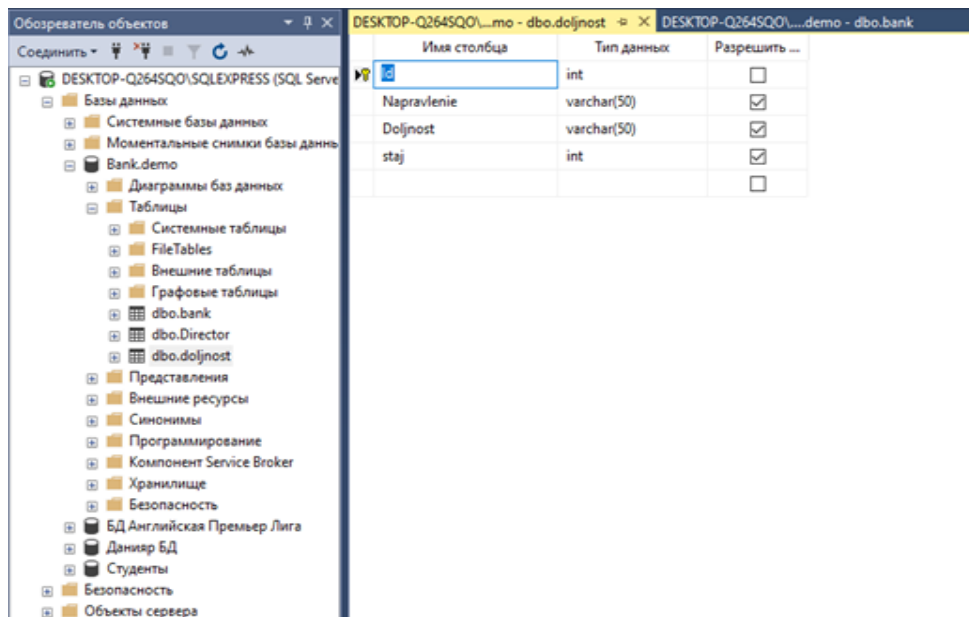 Обозреватель объектов
Соединить
DESKTOP-Q264SQO\SQLEXPRESS (SQL Serve
Базы данных
Системные базы данных
Моментальные снимки базы даннь
Bank.demo
Диаграммы баз данных
Таблицы
Системные таблицы
FileTables
Внешние таблицы
Графовые таблицы
dbo.bank
dbo.Director
dbo.doljnost
Представления
Внешние ресурсы
Синонимы
Программирование
Компонент Service Broker
Хранилище
Безопасность
БД Английская Премьер Лига
Данияр БД
Студенты
Безопасность
Объекты сервера
DESKTOP-Q264SQO\...mo - dbo.doljnost DESKTOP-Q264SQO\....demo - dbo.bank
Имя столбца Тип данных Разрешить ...
Id int
Napravlenie varchar(50)
Doljnost varchar(50)
staj int